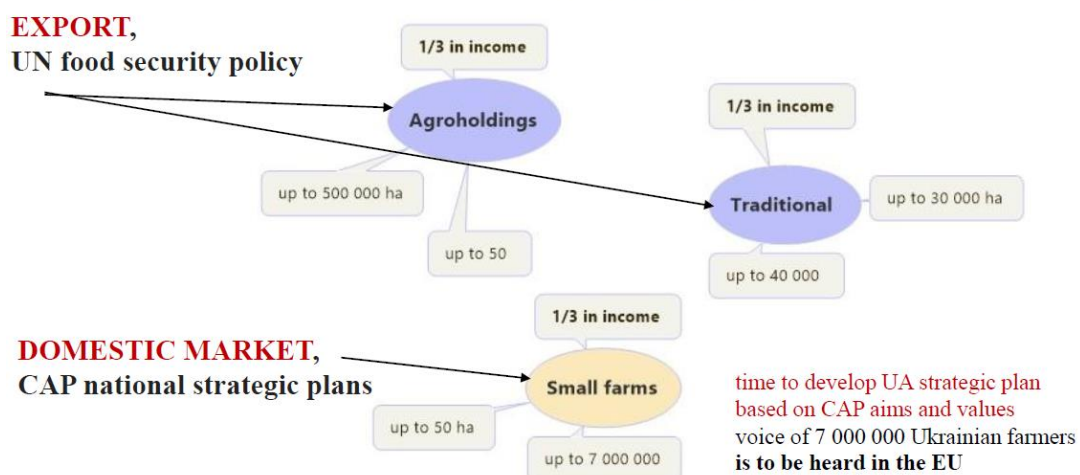 EXPORT,
UN food security policy
1/3 in income
Agroholdings
up to 500 000 ha
up to 50
1/3 in income
Traditional
up to 30 000 ha
up to 40 000
DOMESTIC MARKET,
CAP national strategic plans
1/3 in income
Small farms
up to 50 ha
up to 7 000 000
time to develop UA strategic plan
based on CAP aims and values
voice of 7 000 000 Ukrainian farmers
is to be heard in the EU